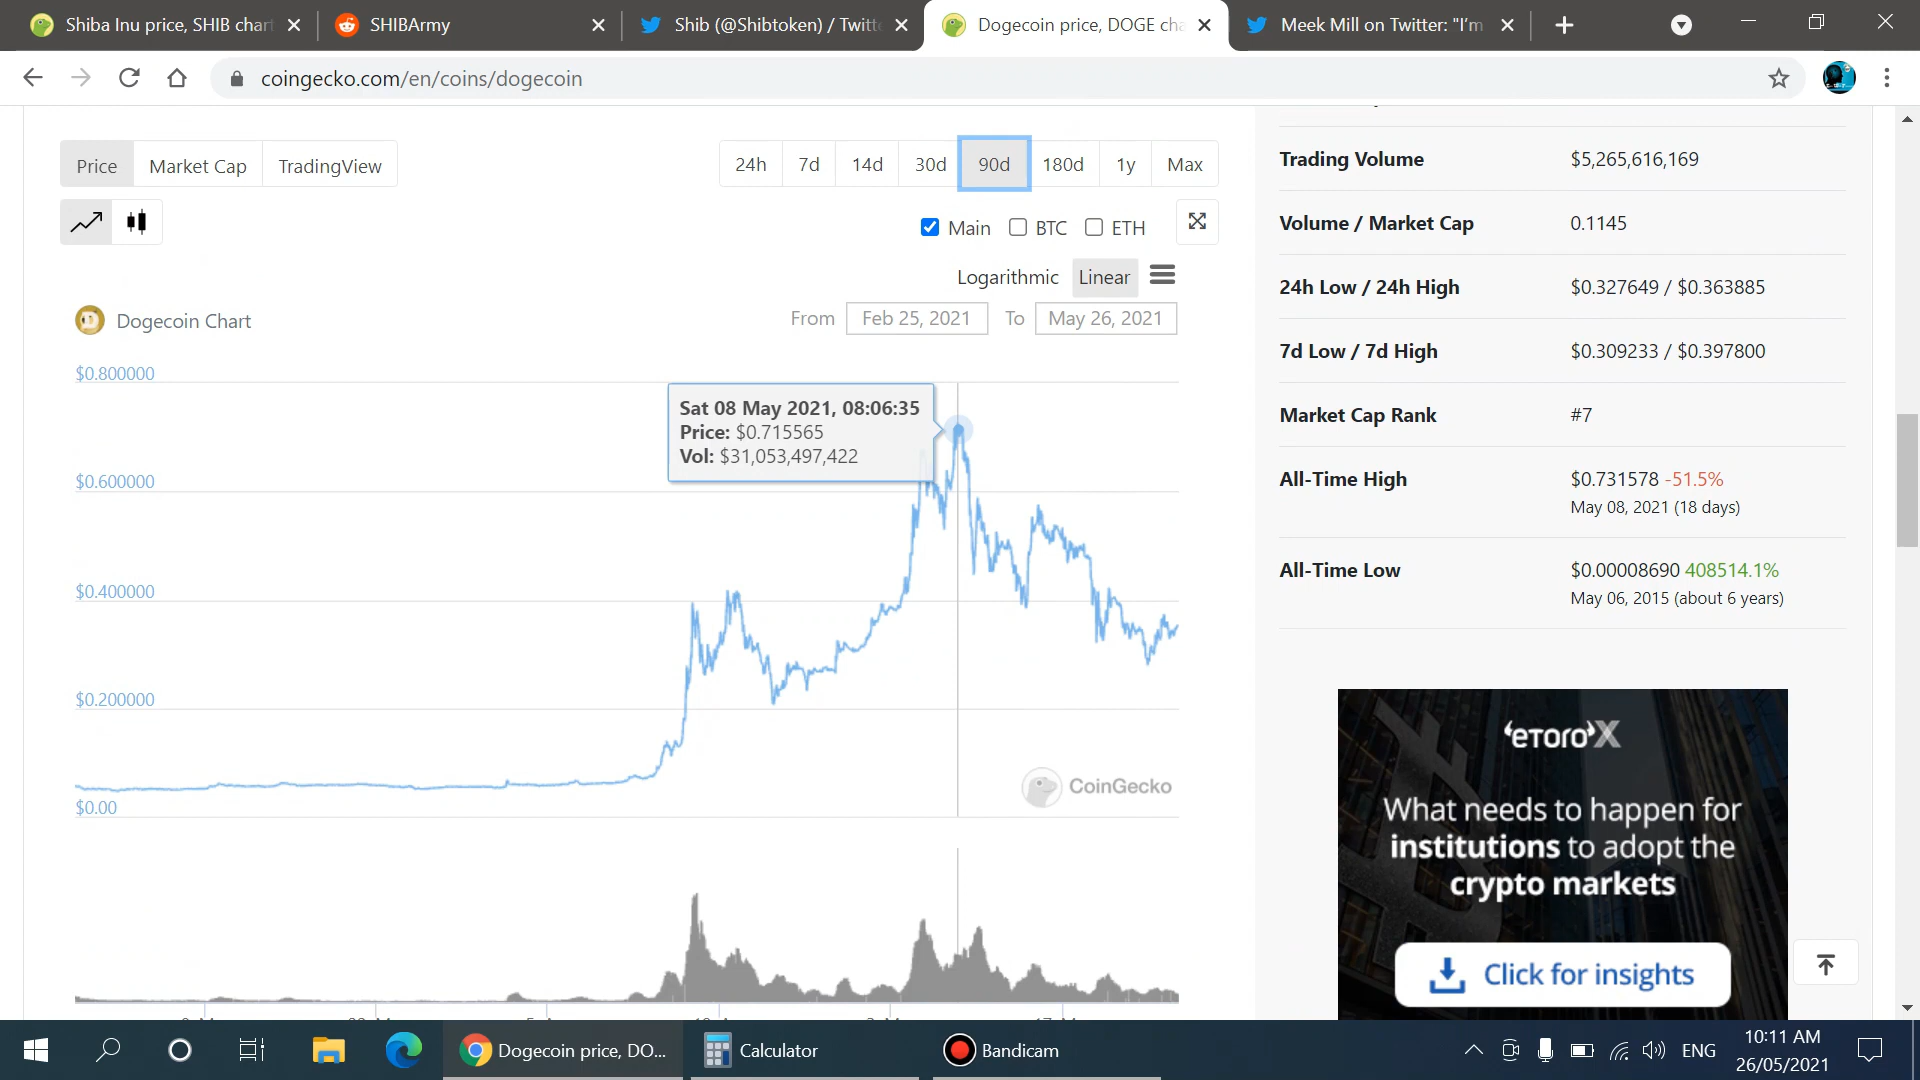 Shiba Inu price, SHIB chart
SHIBArmy
Shib (@Shibtoken) / Twitte
Dogecoin price, DOGE cha
Meek Mill on Twitter: "I'm
coingecko.com/en/coins/dogecoin
Price Market Cap TradingView
24h 7d 14d 30d 90d 180d 1y Max
Main BTC ETH
Logarithmic Linear
Dogecoin Chart
From Feb 25, 2021 To May 26, 2021
$0.800000
$0.600000
$0.400000
$0.200000
$0.00
Sat 08 May 2021, 08:06:35
Price: $0.715565
Vol: $31,053,497,422
CoinGecko
Trading Volume $5,265,616,169
Volume / Market Cap 0.1145
24h Low / 24h High $0.327649 / $0.363885
7d Low / 7d High $0.309233 / $0.397800
Market Cap Rank #7
All-Time High $0.731578 -51.5%
May 08, 2021 (18 days)
All-Time Low $0.00008690 408514.1%
May 06, 2015 (about 6 years)
eToroX
What needs to happen for
institutions to adopt the
crypto markets
Click for insights
Dogecoin price, DO...
Calculator
Bandicam
ENG
10:11 AM
26/05/2021